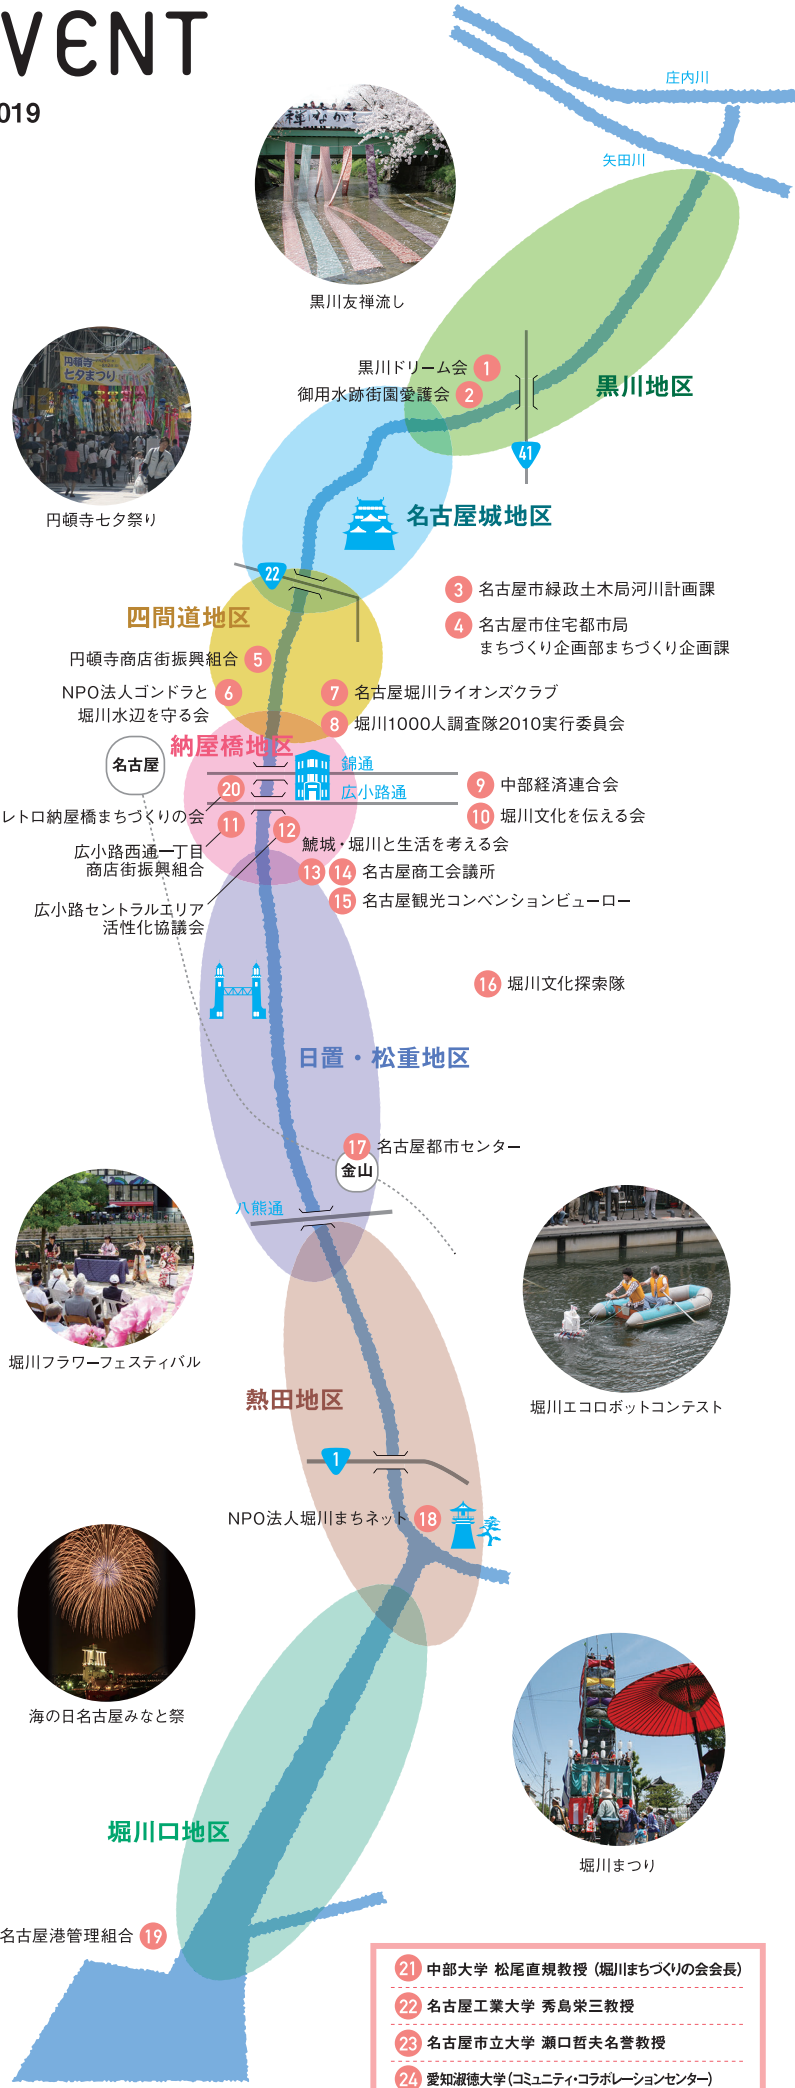 VENT
019
庄内川
矢田川
禅ながし
黒川友禅流し
黒川ドリーム会 1
御用水跡街園愛護会 2
黒川地区
41
円頓寺
七夕まつり
円頓寺七夕祭り
名古屋城地区
22
3 名古屋市緑政土木局河川計画課
四間道地区
4 名古屋市住宅都市局
まちづくり企画部まちづくり企画課
円頓寺商店街振興組合 5
NPO法人ゴンドラと 6
堀川水辺を守る会
7 名古屋堀川ライオンズクラブ
8 堀川1000人調査隊2010実行委員会
納屋橋地区
名古屋
錦通
広小路通
9 中部経済連合会
20
レトロ納屋橋まちづくりの会
10 堀川文化を伝える会
11
12
鯱城・堀川と生活を考える会
広小路西通一丁目
商店街振興組合
13 14 名古屋商工会議所
15 名古屋観光コンベンションビューロー
広小路セントラルエリア
活性化協議会
16 堀川文化探索隊
日置・松重地区
17 名古屋都市センター
金山
八熊通
堀川フラワーフェスティバル
堀川エコロボットコンテスト
熱田地区
1
NPO法人堀川まちネット 18
海の日名古屋みなと祭
堀川口地区
堀川まつり
名古屋港管理組合 19
21 中部大学 松尾直規教授（堀川まちづくりの会会長）
22 名古屋工業大学 秀島栄三教授
23 名古屋市立大学 瀬口哲夫名誉教授
24 愛知淑徳大学（コミュニティ・コラボレーションセンター）